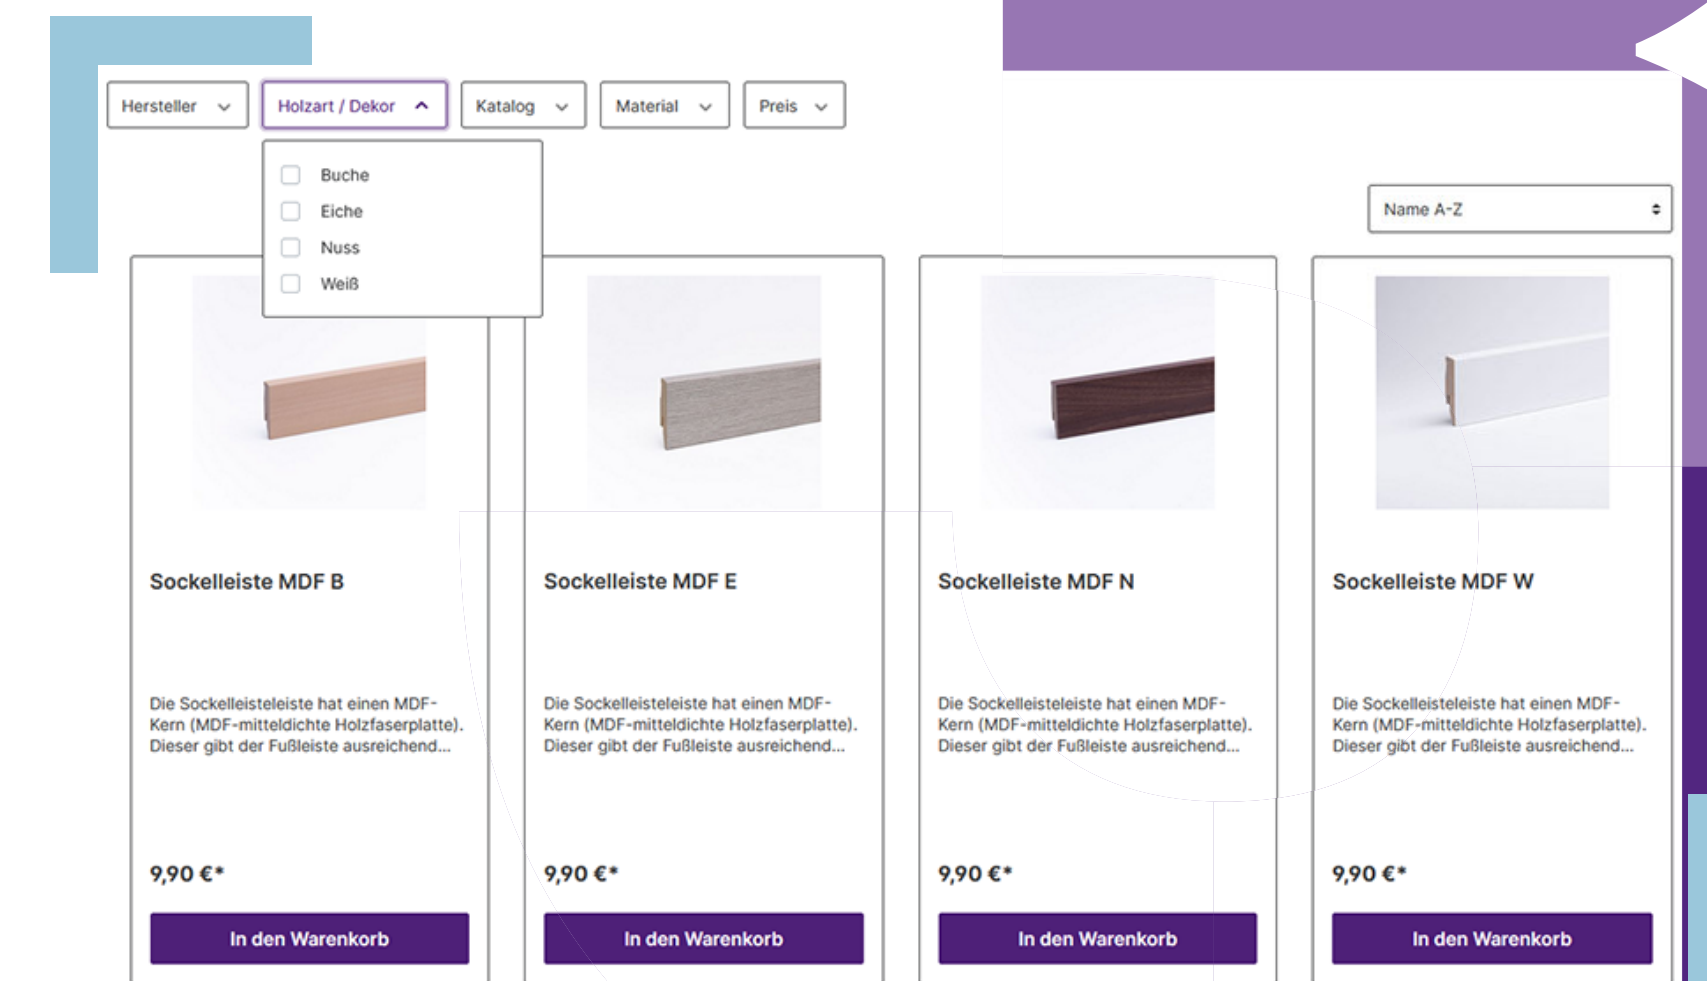 Hersteller
Holzart / Dekor
Katalog
Material
Preis
Buche
Eiche
Nuss
Weiß
Name A-Z
Sockelleiste MDF B
Die Sockelleisteleiste hat einen MDF-
Kern (MDF-mitteldichte Holzfaserplatte).
Dieser gibt der Fußleiste ausreichend...
9,90 €*
In den Warenkorb
Sockelleiste MDF E
Die Sockelleisteleiste hat einen MDF-
Kern (MDF-mitteldichte Holzfaserplatte).
Dieser gibt der Fußleiste ausreichend...
9,90 €*
In den Warenkorb
Sockelleiste MDF N
Die Sockelleisteleiste hat einen MDF-
Kern (MDF-mitteldichte Holzfaserplatte).
Dieser gibt der Fußleiste ausreichend...
9,90 €*
In den Warenkorb
Sockelleiste MDF W
Die Sockelleisteleiste hat einen MDF-
Kern (MDF-mitteldichte Holzfaserplatte).
Dieser gibt der Fußleiste ausreichend...
9,90 €*
In den Warenkorb